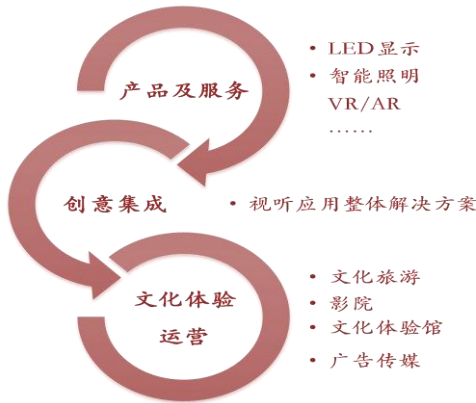 产品及服务
• LED显示
• 智能照明
VR/AR
……
创意集成
• 视听应用整体解决方案
文化体验
运营
• 文化旅游
• 影院
• 文化体验馆
• 广告传媒